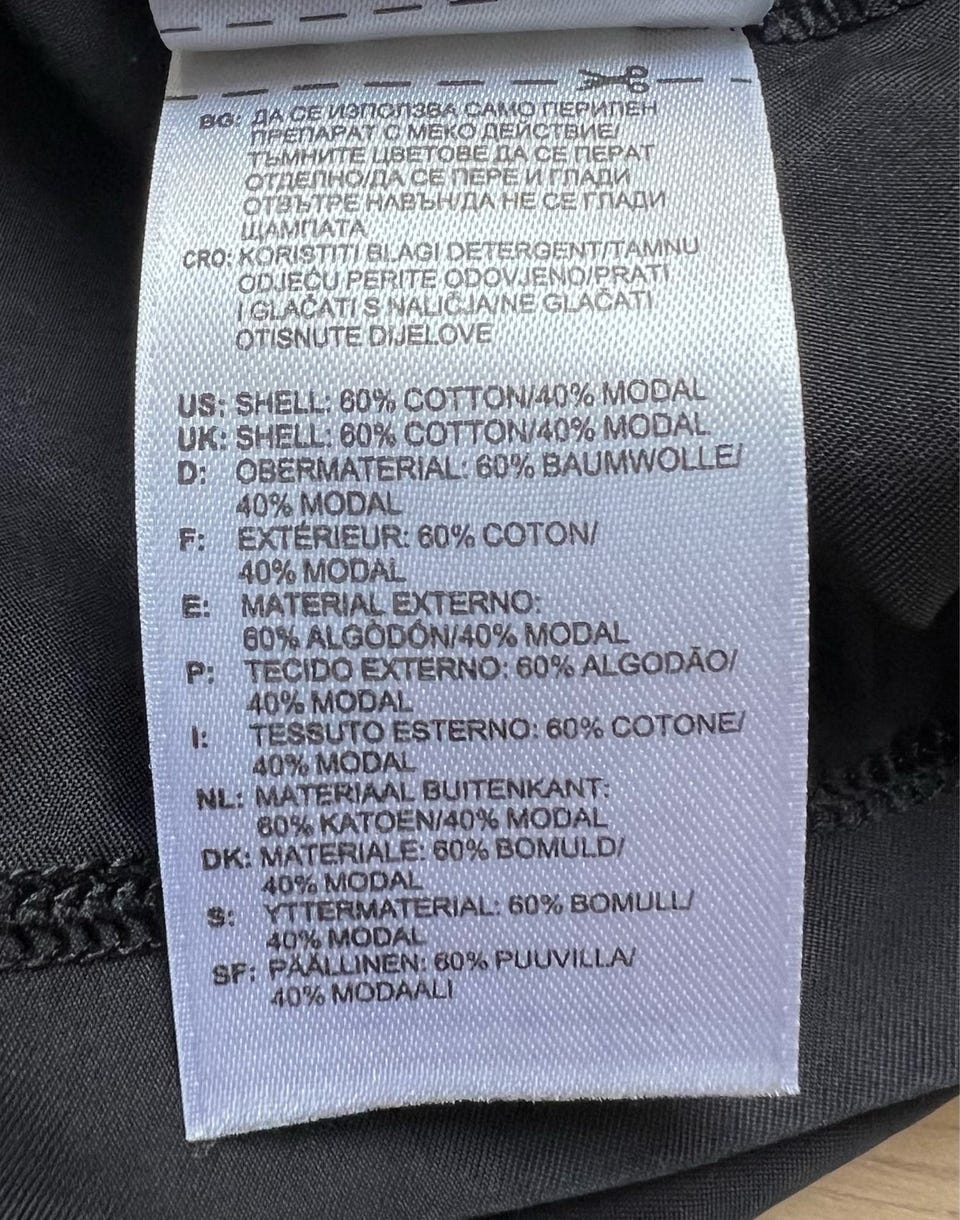 BG: ДА СЕ ИЗПОЛЗВА САМО ПЕРИЛЕН
ПРЕПАРАТ С МЕКО ДЕЙСТВИЕ/
ТЪМНИТЕ ЦВЕТОВЕ ДА СЕ ПЕРАТ
ОТДЕЛНО/ДА СЕ ПЕРЕ И ГЛАДИ
ОТВЪТРЕ НАВЪН/ДА НЕ СЕ ГЛАДИ
ЩАМПАТА
CRO: KORISTITI BLAGI DETERGENT/TAMNU
ODJEĆU PERITE ODOVJENO/PRATI
I GLAČATI S NALIČJA/NE GLAČATI
OTISNUTE DIJELOVE
US: SHELL: 60% COTTON/40% MODAL
UK: SHELL: 60% COTTON/40% MODAL
D: OBERMATERIAL: 60% BAUMWOLLE/
40% MODAL
F: EXTÉRIEUR: 60% COTON/
40% MODAL
E: MATERIAL EXTERNO:
60% ALGODÓN/40% MODAL
P: TECIDO EXTERNO: 60% ALGODÃO/
40% MODAL
I: TESSUTO ESTERNO: 60% COTONE/
40% MODAL
NL: MATERIAAL BUITENKANT:
60% KATOEN/40% MODAL
DK: MATERIALE: 60% BOMULD/
40% MODAL
S: YTTERMATERIAL: 60% BOMULL/
40% MODAL
SF: PÄÄLLINEN: 60% PUUVILLA/
40% MODAALI